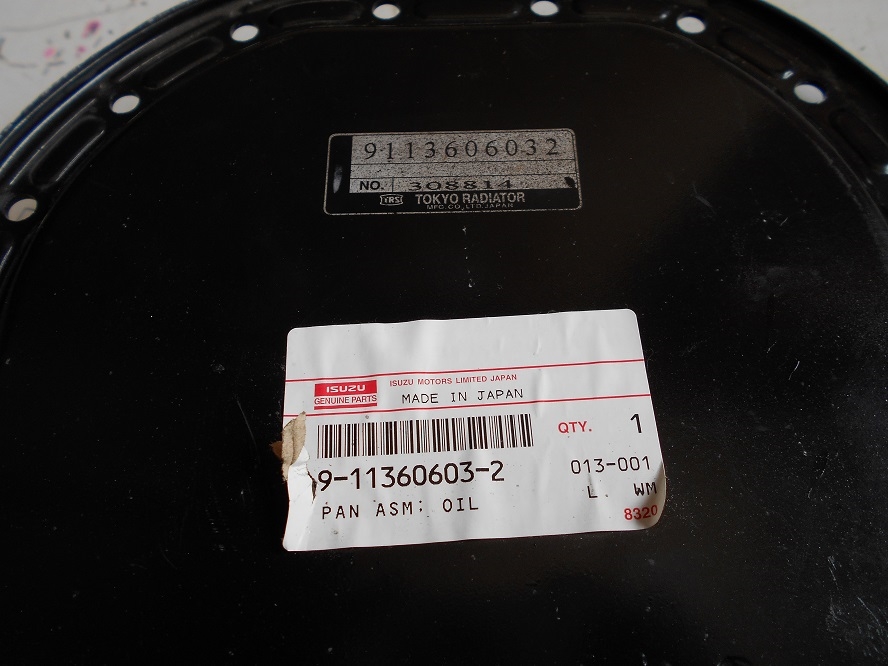 9113606032
NO. 308814
TRS TOKYO RADIATOR
MFG.CO.,LTD.JAPAN
ISUZU
GENUINE PARTS
ISUZU MOTORS LIMITED JAPAN
MADE IN JAPAN
QTY. 1
9-11360603-2
013-001
PAN ASM; OIL
L. WM
8320